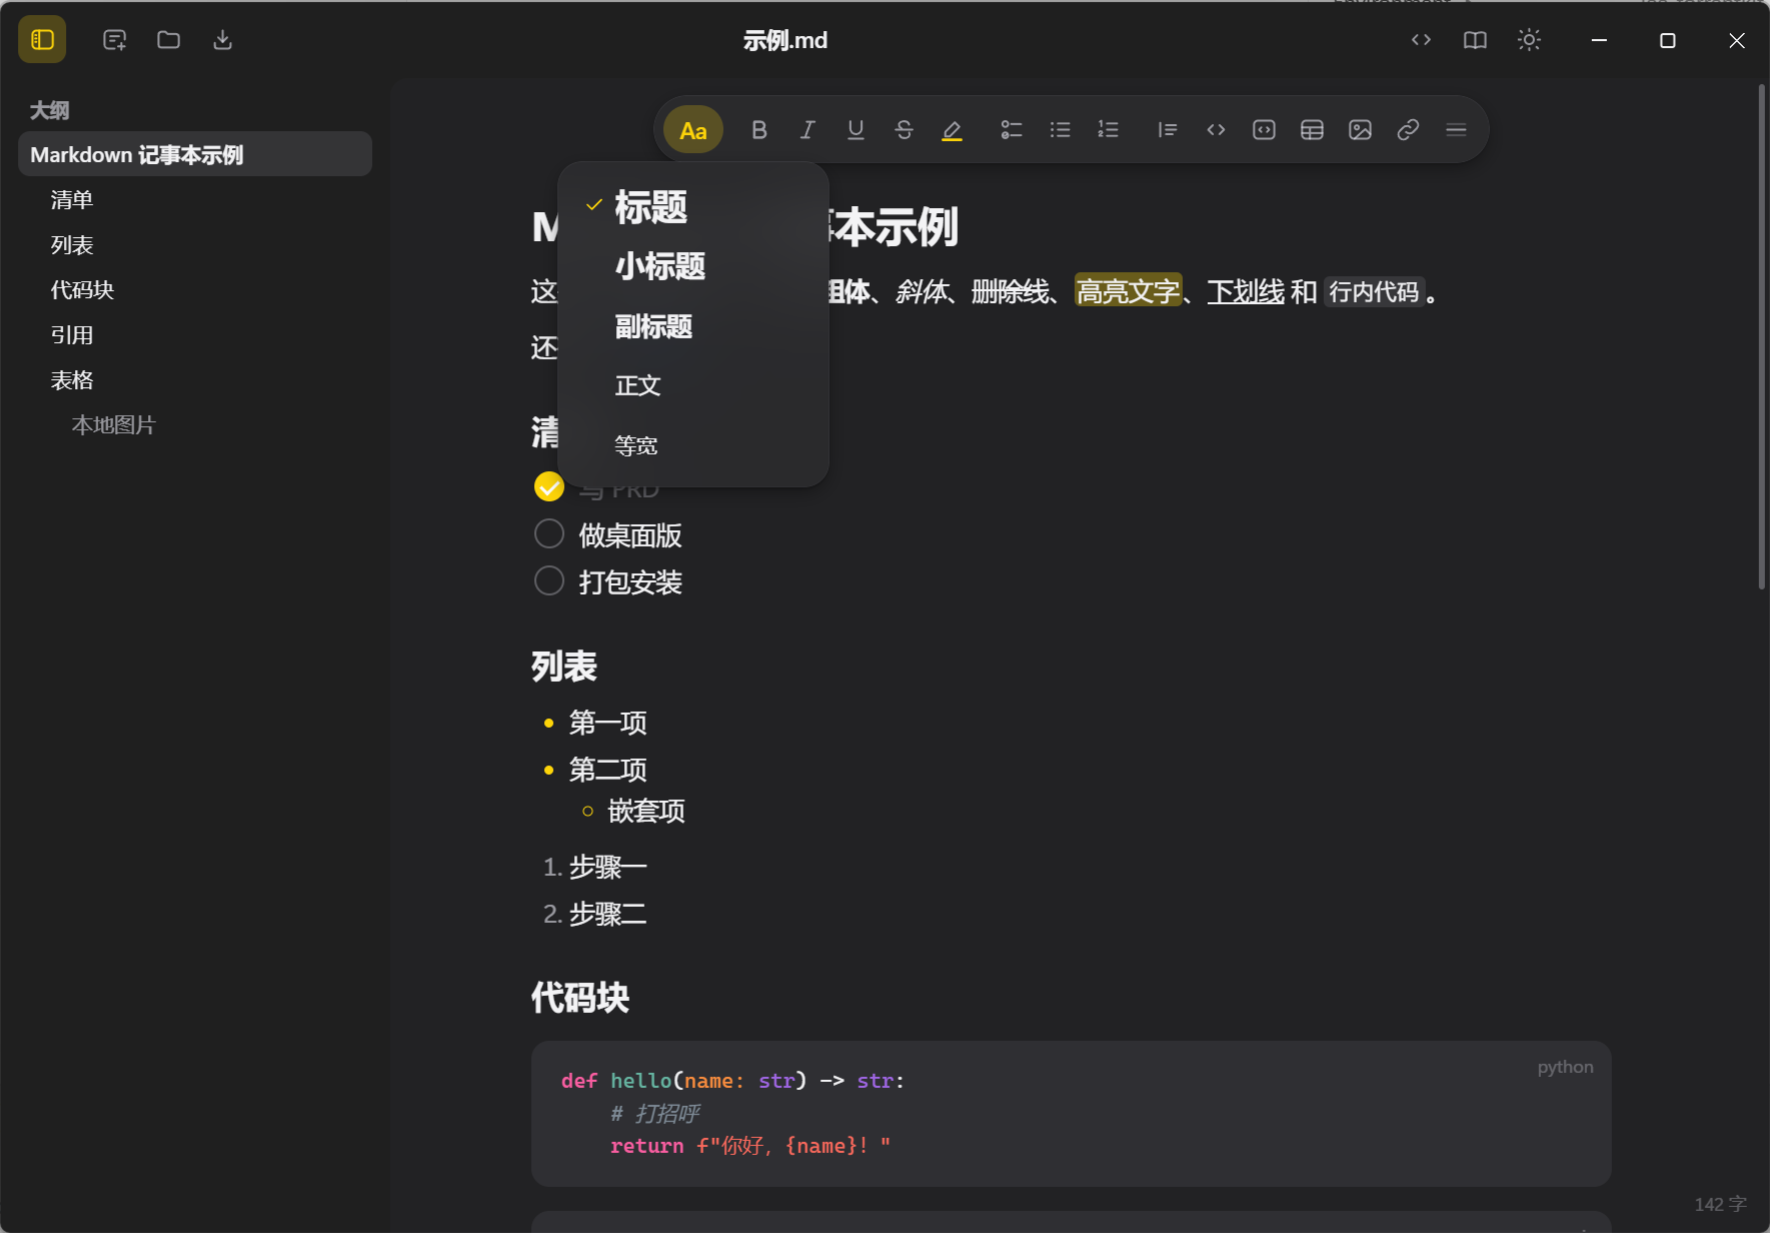 示例.md
大纲
Markdown 记事本示例
清单
列表
代码块
引用
表格
本地图片
Aa
标题
小标题
副标题
正文
等宽
本示例
这 粗体、斜体、删除线、高亮文字、下划线 和 行内代码。
还
清
写 PRD
做桌面版
打包安装
列表
• 第一项
• 第二项
◦ 嵌套项
1. 步骤一
2. 步骤二
代码块
python
def hello(name: str) -> str:
# 打招呼
return f"你好，{name}！"
142 字